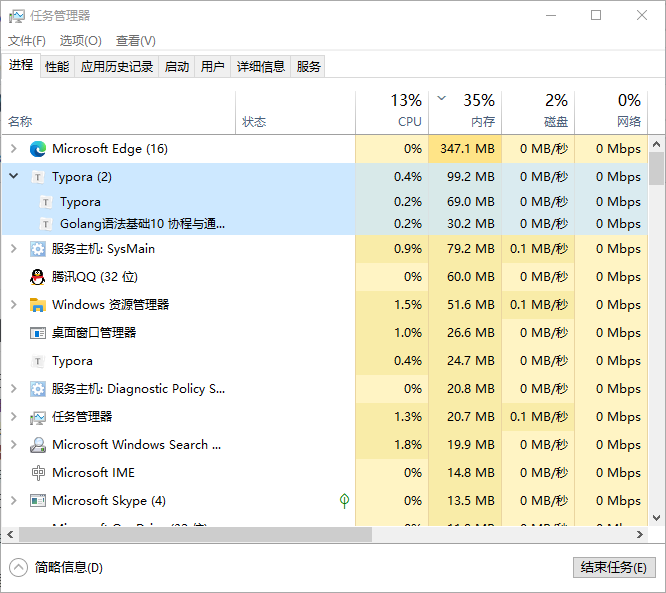 任务管理器
文件(F) 选项(O) 查看(V)
进程 性能 应用历史记录 启动 用户 详细信息 服务
13% 35% 2% 0%
名称 状态 CPU 内存 磁盘 网络
Microsoft Edge (16) 0% 347.1 MB 0 MB/秒 0 Mbps
Typora (2) 0.4% 99.2 MB 0 MB/秒 0 Mbps
Typora 0.2% 69.0 MB 0 MB/秒 0 Mbps
Golang语法基础10 协程与通... 0.2% 30.2 MB 0 MB/秒 0 Mbps
服务主机: SysMain 0.9% 79.2 MB 0.1 MB/秒 0 Mbps
腾讯QQ (32 位) 0% 60.0 MB 0 MB/秒 0 Mbps
Windows 资源管理器 1.5% 51.6 MB 0.1 MB/秒 0 Mbps
桌面窗口管理器 1.0% 26.6 MB 0 MB/秒 0 Mbps
Typora 0.4% 24.7 MB 0 MB/秒 0 Mbps
服务主机: Diagnostic Policy S... 0% 20.8 MB 0 MB/秒 0 Mbps
任务管理器 1.3% 20.7 MB 0.1 MB/秒 0 Mbps
Microsoft Windows Search ... 1.8% 19.9 MB 0 MB/秒 0 Mbps
Microsoft IME 0% 14.8 MB 0 MB/秒 0 Mbps
Microsoft Skype (4) 0% 13.5 MB 0 MB/秒 0 Mbps
简略信息(D) 结束任务(E)